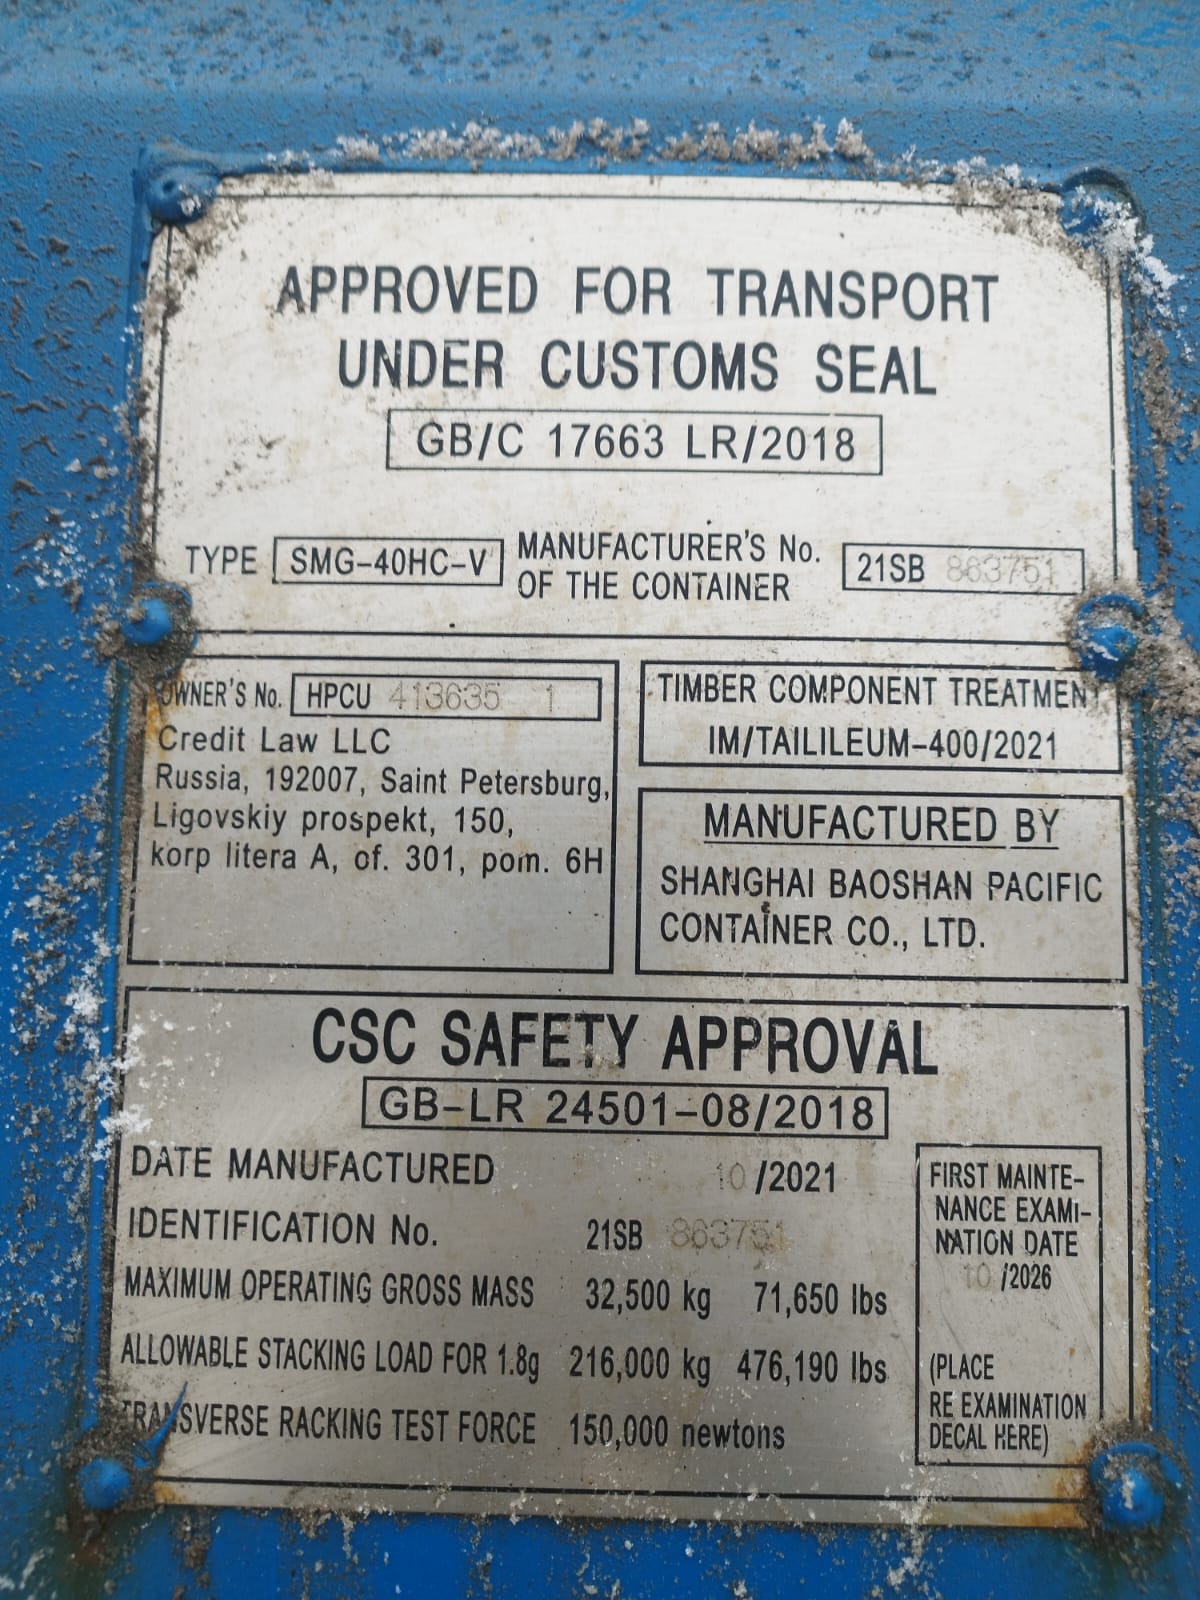 APPROVED FOR TRANSPORT
UNDER CUSTOMS SEAL
GB/C 17663 LR/2018
TYPE SMG-40HC-V
MANUFACTURER'S No.
OF THE CONTAINER
21SB 863751
OWNER'S No. HPCU 413635 1
Credit Law LLC
Russia, 192007, Saint Petersburg,
Ligovskiy prospekt, 150,
korp litera A, of. 301, pom. 6H
TIMBER COMPONENT TREATMENT
IM/TAILILEUM-400/2021
MANUFACTURED BY
SHANGHAI BAOSHAN PACIFIC
CONTAINER CO., LTD.
CSC SAFETY APPROVAL
GB-LR 24501-08/2018
DATE MANUFACTURED 10/2021
IDENTIFICATION No. 21SB 863751
MAXIMUM OPERATING GROSS MASS 32,500 kg 71,650 lbs
ALLOWABLE STACKING LOAD FOR 1.8g 216,000 kg 476,190 lbs
TRANSVERSE RACKING TEST FORCE 150,000 newtons
FIRST MAINTE-
NANCE EXAMI-
NATION DATE
10/2026
(PLACE
RE EXAMINATION
DECAL HERE)